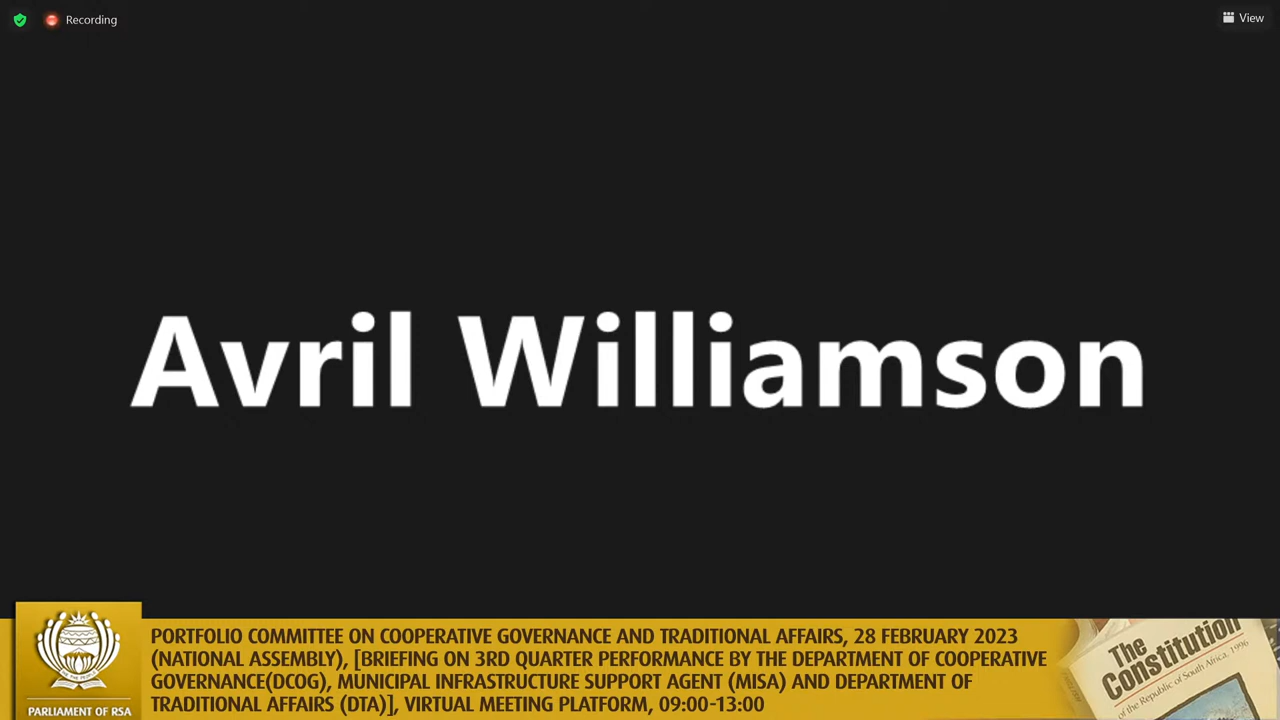 Recording
View
Avril Williamson
PORTFOLIO COMMITTEE ON COOPERATIVE GOVERNANCE AND TRADITIONAL AFFAIRS, 28 FEBRUARY 2023
(NATIONAL ASSEMBLY), [BRIEFING ON 3RD QUARTER PERFORMANCE BY THE DEPARTMENT OF COOPERATIVE
GOVERNANCE(DCOG), MUNICIPAL INFRASTRUCTURE SUPPORT AGENT (MISA) AND DEPARTMENT OF
TRADITIONAL AFFAIRS (DTA)], VIRTUAL MEETING PLATFORM, 09:00-13:00
PARLIAMENT OF RSA
The
Constitution
of the Republic of South Africa, 1996